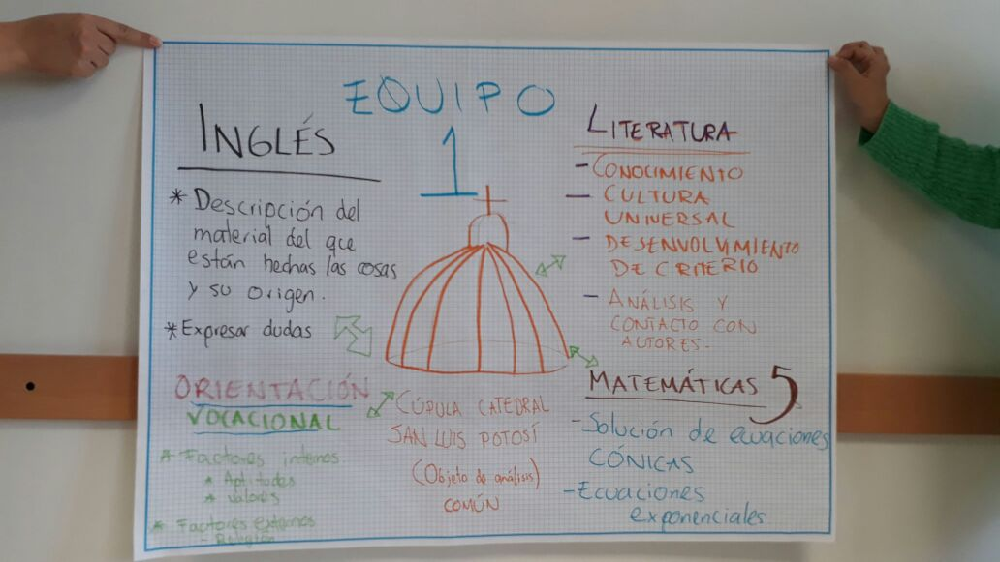 EQUIPO
1
INGLÉS
* Descripción del
material del que
están hechas las cosas
y su origen.
* Expresar dudas
LITERATURA
- CONOCIMIENTO
- CULTURA
UNIVERSAL
- DESENVOLVIMIENTO
DE CRITERIO
- ANÁLISIS Y
CONTACTO CON
AUTORES.-
ORIENTACIÓN
VOCACIONAL
* Factores internos
* Aptitudes
* Valores
* Factores externos
- Religión
CÚPULA CATEDRAL
SAN LUIS POTOSÍ
(Objeto de análisis)
COMÚN
MATEMÁTICAS 5
- Solución de ecuaciones
CÓNICAS
- Ecuaciones
exponenciales